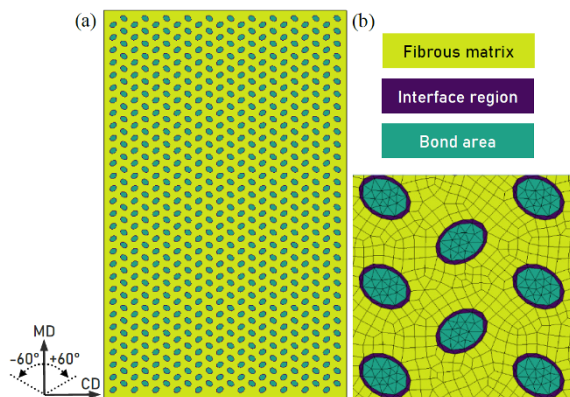 (a)
(b)
Fibrous matrix
Interface region
Bond area
MD
-60° +60°
CD